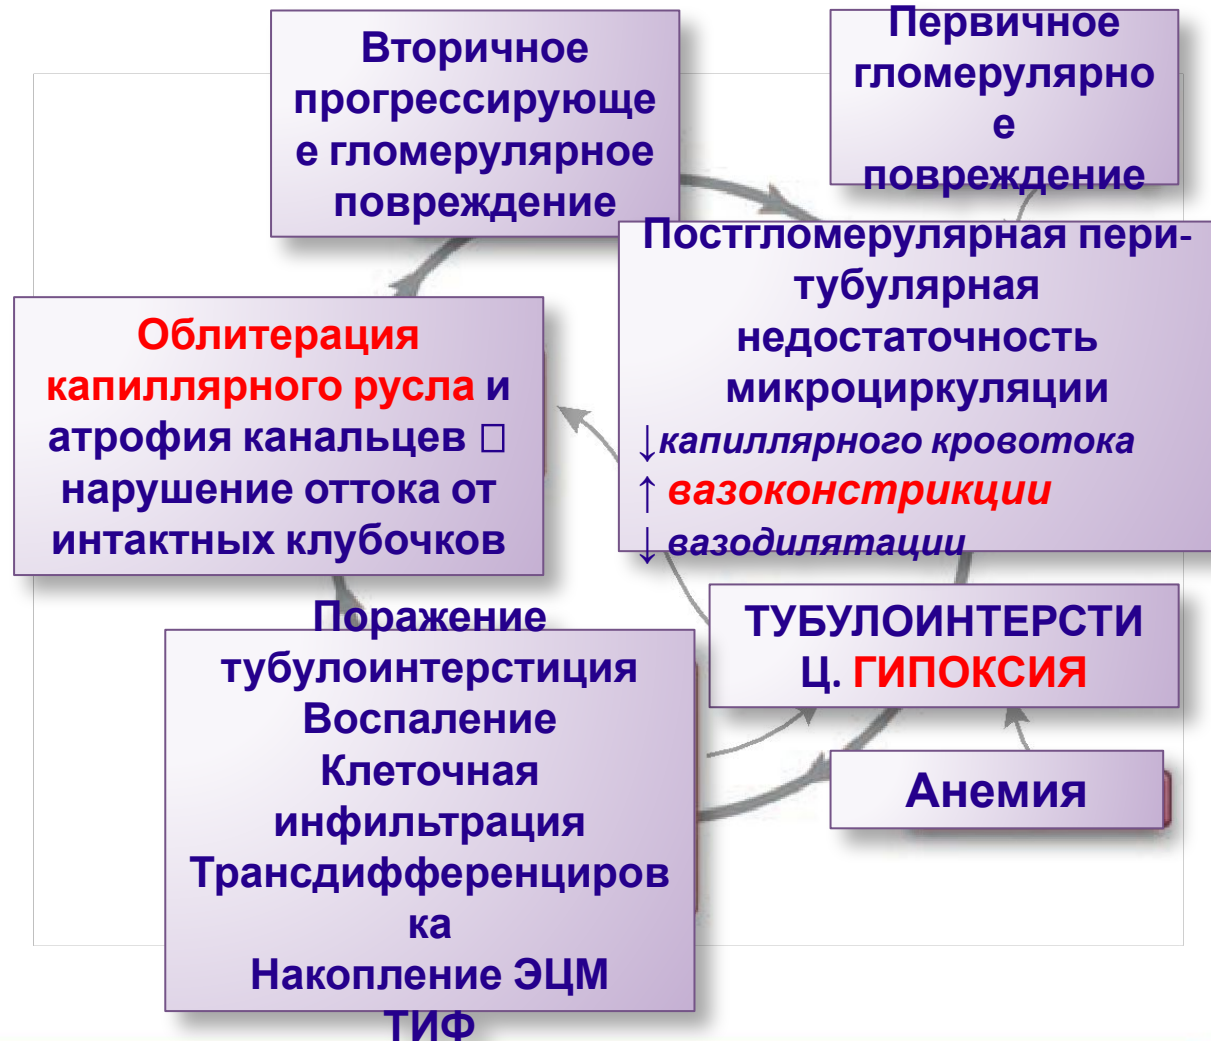 Вторичное
прогрессирующе
е гломерулярное
повреждение
Первичное
гломерулярно
е
повреждение
Постгломерулярная пери-
тубулярная
недостаточность
микроциркуляции
↓капиллярного кровотока
↑ вазоконстрикции
↓ вазодилятации
Облитерация
капиллярного русла и
атрофия канальцев □
нарушение оттока от
интактных клубочков
ТУБУЛОИНТЕРСТИ
Ц. ГИПОКСИЯ
Анемия
Поражение
тубулоинтерстиция
Воспаление
Клеточная
инфильтрация
Трансдифференциров
ка
Накопление ЭЦМ
ТИФ